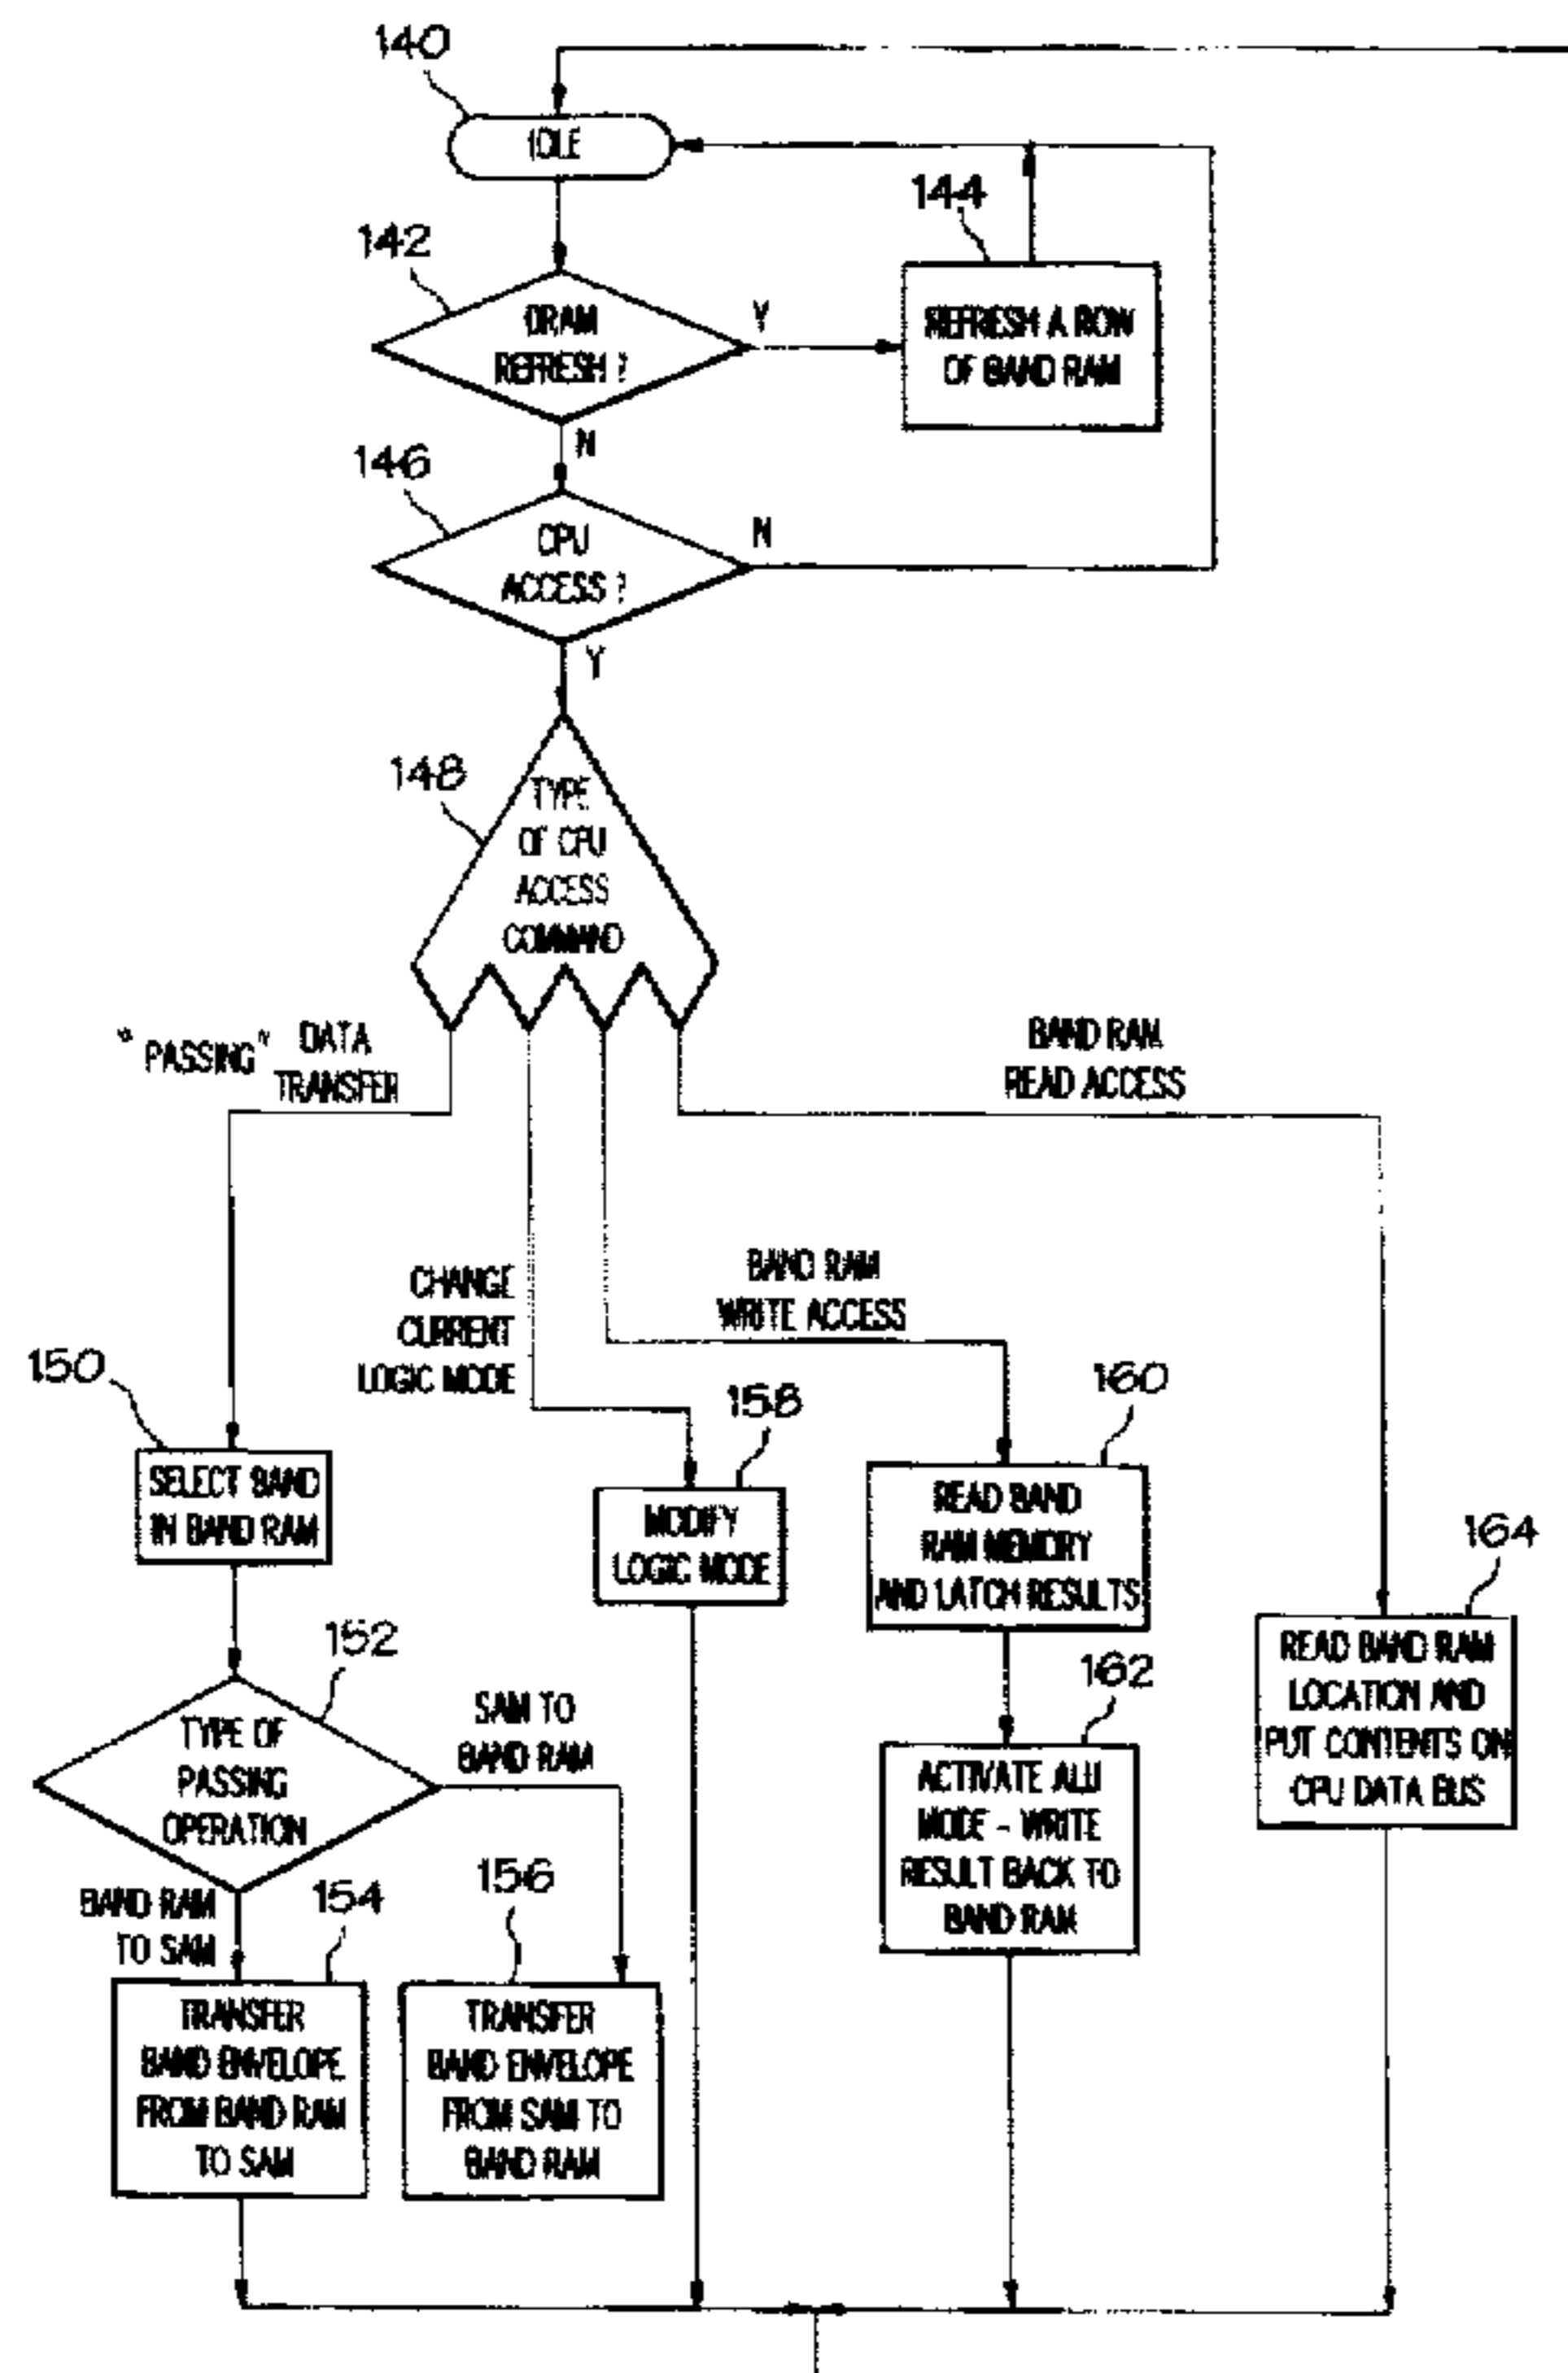 140
IDLE
142
DRAM
REFRESH ?
Y
144
REFRESH A ROW
OF BAND RAM
N
146
CPU
ACCESS ?
N
Y
148
TYPE
OF CPU
ACCESS
COMMAND
"PASSING" DATA
TRANSFER
BAND RAM
READ ACCESS
CHANGE
CURRENT
LOGIC MODE
BAND RAM
WRITE ACCESS
150
SELECT BAND
IN BAND RAM
158
MODIFY
LOGIC MODE
160
READ BAND
RAM MEMORY
AND LATCH RESULTS
164
READ BAND RAM
LOCATION AND
PUT CONTENTS ON
CPU DATA BUS
152
TYPE OF
PASSING
OPERATION
SAM TO
BAND RAM
162
ACTIVATE ALU
MODE - WRITE
RESULT BACK TO
BAND RAM
BAND RAM
TO SAM
154
TRANSFER
BAND ENVELOPE
FROM BAND RAM
TO SAM
156
TRANSFER
BAND ENVELOPE
FROM SAM TO
BAND RAM